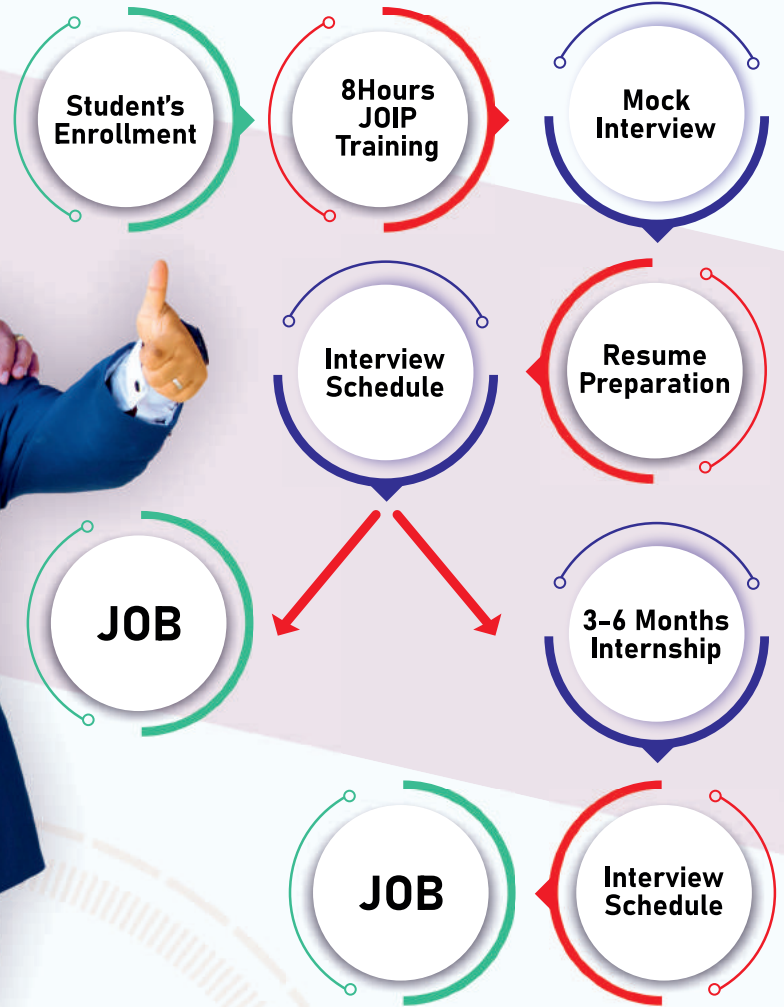 Student's
Enrollment
8Hours
JOIP
Training
Mock
Interview
Interview
Schedule
Resume
Preparation
JOB
3-6 Months
Internship
JOB
Interview
Schedule